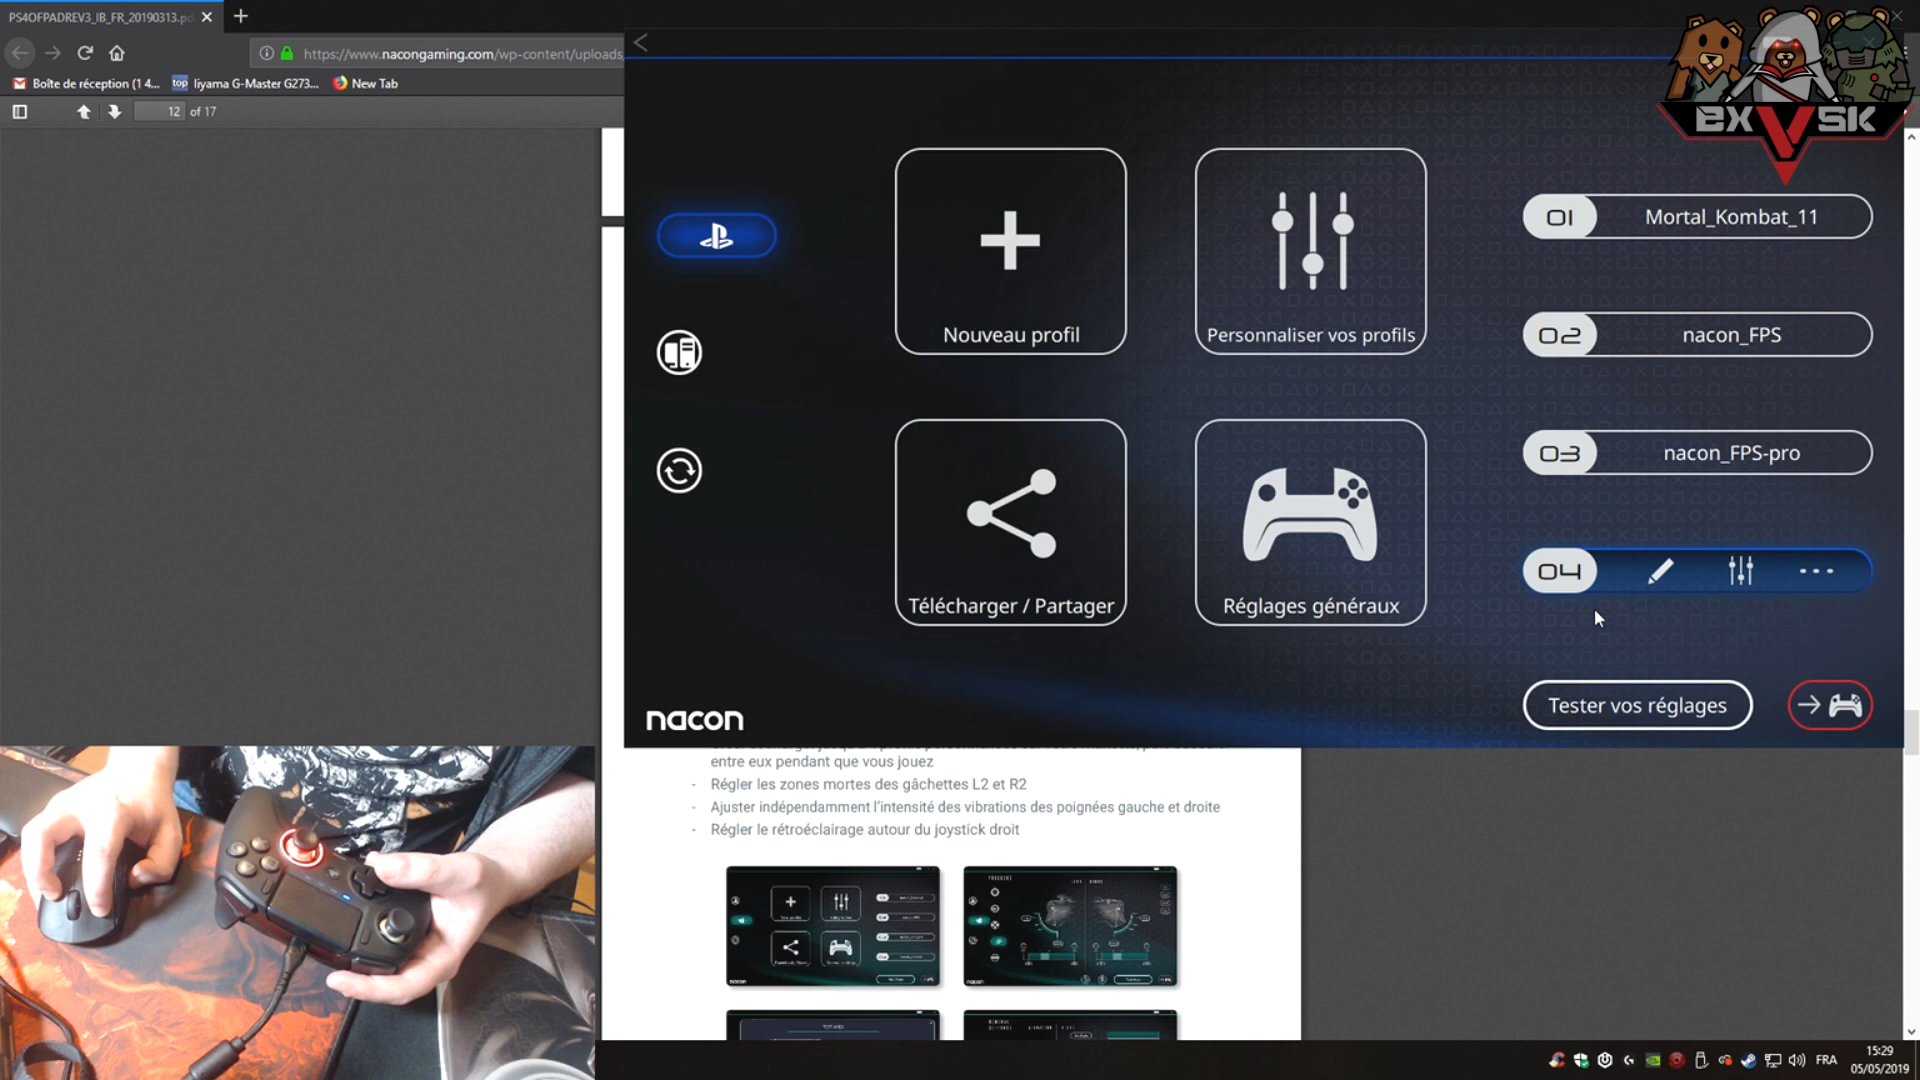 PS4OFPADREV3_IB_FR_20190313.pd
https://www.nacongaming.com/wp-content/uploads
Boîte de réception (1 4...
top
Iiyama G-Master G273...
New Tab
12 of 17
BX V SK
Nouveau profil
Personnaliser vos profils
Télécharger / Partager
Réglages généraux
01 Mortal_Kombat_11
02 nacon_FPS
03 nacon_FPS-pro
04
Tester vos réglages
nacon
entre eux pendant que vous jouez
- Régler les zones mortes des gâchettes L2 et R2
- Ajuster indépendamment l'intensité des vibrations des poignées gauche et droite
- Régler le rétroéclairage autour du joystick droit
FRA
15:29
05/05/2019